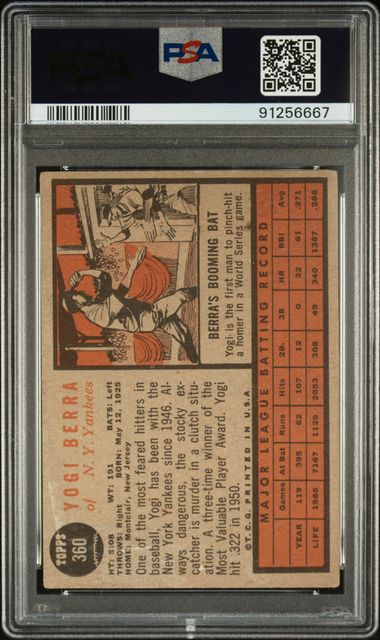 PSA
PSA
91256667
TOPPS
360
YOGI BERRA
of N. Y. Yankees
HT: 5:08 WT: 191 BATS: Left
THROWS: Right BORN: May 12, 1925
HOME: Montclair, New Jersey
One of the most feared hitters in
baseball, Yogi has been with the
New York Yankees since 1946. Al-
ways dangerous, the stocky ex-
catcher is murder in a clutch situ-
ation. A three-time winner of the
Most Valuable Player Award. Yogi
hit .322 in 1950.
©T.C.G. PRINTED IN U.S.A.
BERRA'S BOOMING BAT
Yogi is the first man to pinch-hit
a homer in a World Series game.
MAJOR LEAGUE BATTING RECORD
Games At Bat Runs Hits 2B. 3B HR RBI Avg
YEAR 119 395 62 107 12 0 22 61 .271
LIFE 1986 7167 1129 2053 308 49 340 1367 .286
PSA